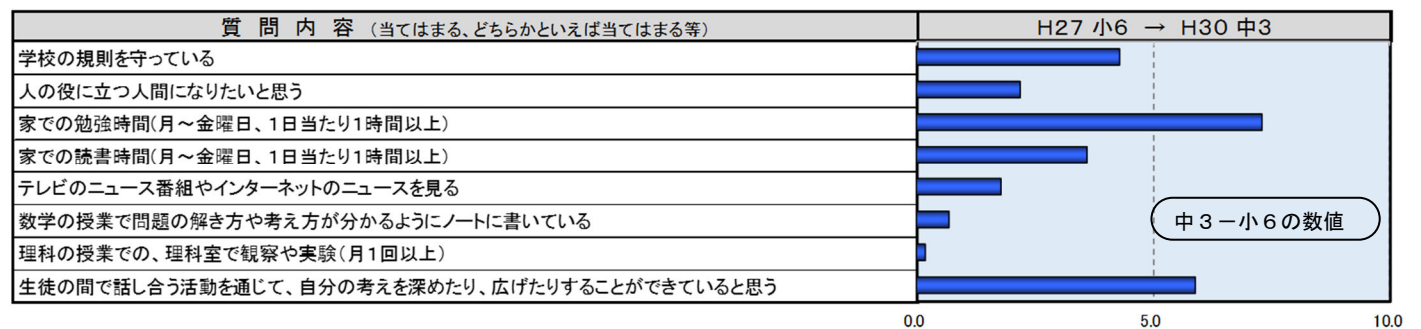 質 問 内 容 (当てはまる、どちらかといえば当てはまる等)
H27 小6 → H30 中3
学校の規則を守っている
人の役に立つ人間になりたいと思う
家での勉強時間(月～金曜日、1日当たり1時間以上)
家での読書時間(月～金曜日、1日当たり1時間以上)
テレビのニュース番組やインターネットのニュースを見る
数学の授業で問題の解き方や考え方が分かるようにノートに書いている
理科の授業での、理科室で観察や実験(月1回以上)
生徒の間で話し合う活動を通じて、自分の考えを深めたり、広げたりすることができていると思う
中３－小６の数値
0.0 5.0 10.0